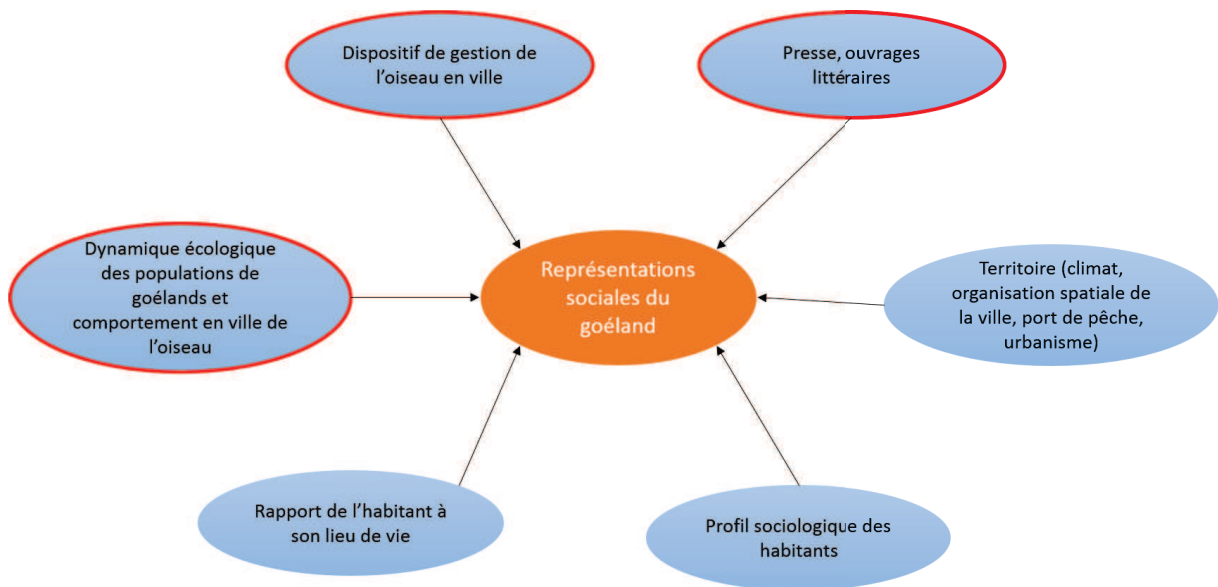 Dispositif de gestion de
l’oiseau en ville
Presse, ouvrages
littéraires
Dynamique écologique
des populations de
goélands et
comportement en ville de
l’oiseau
Représentations
sociales du
goéland
Territoire (climat,
organisation spatiale de
la ville, port de pêche,
urbanisme)
Rapport de l’habitant à
son lieu de vie
Profil sociologique des
habitants